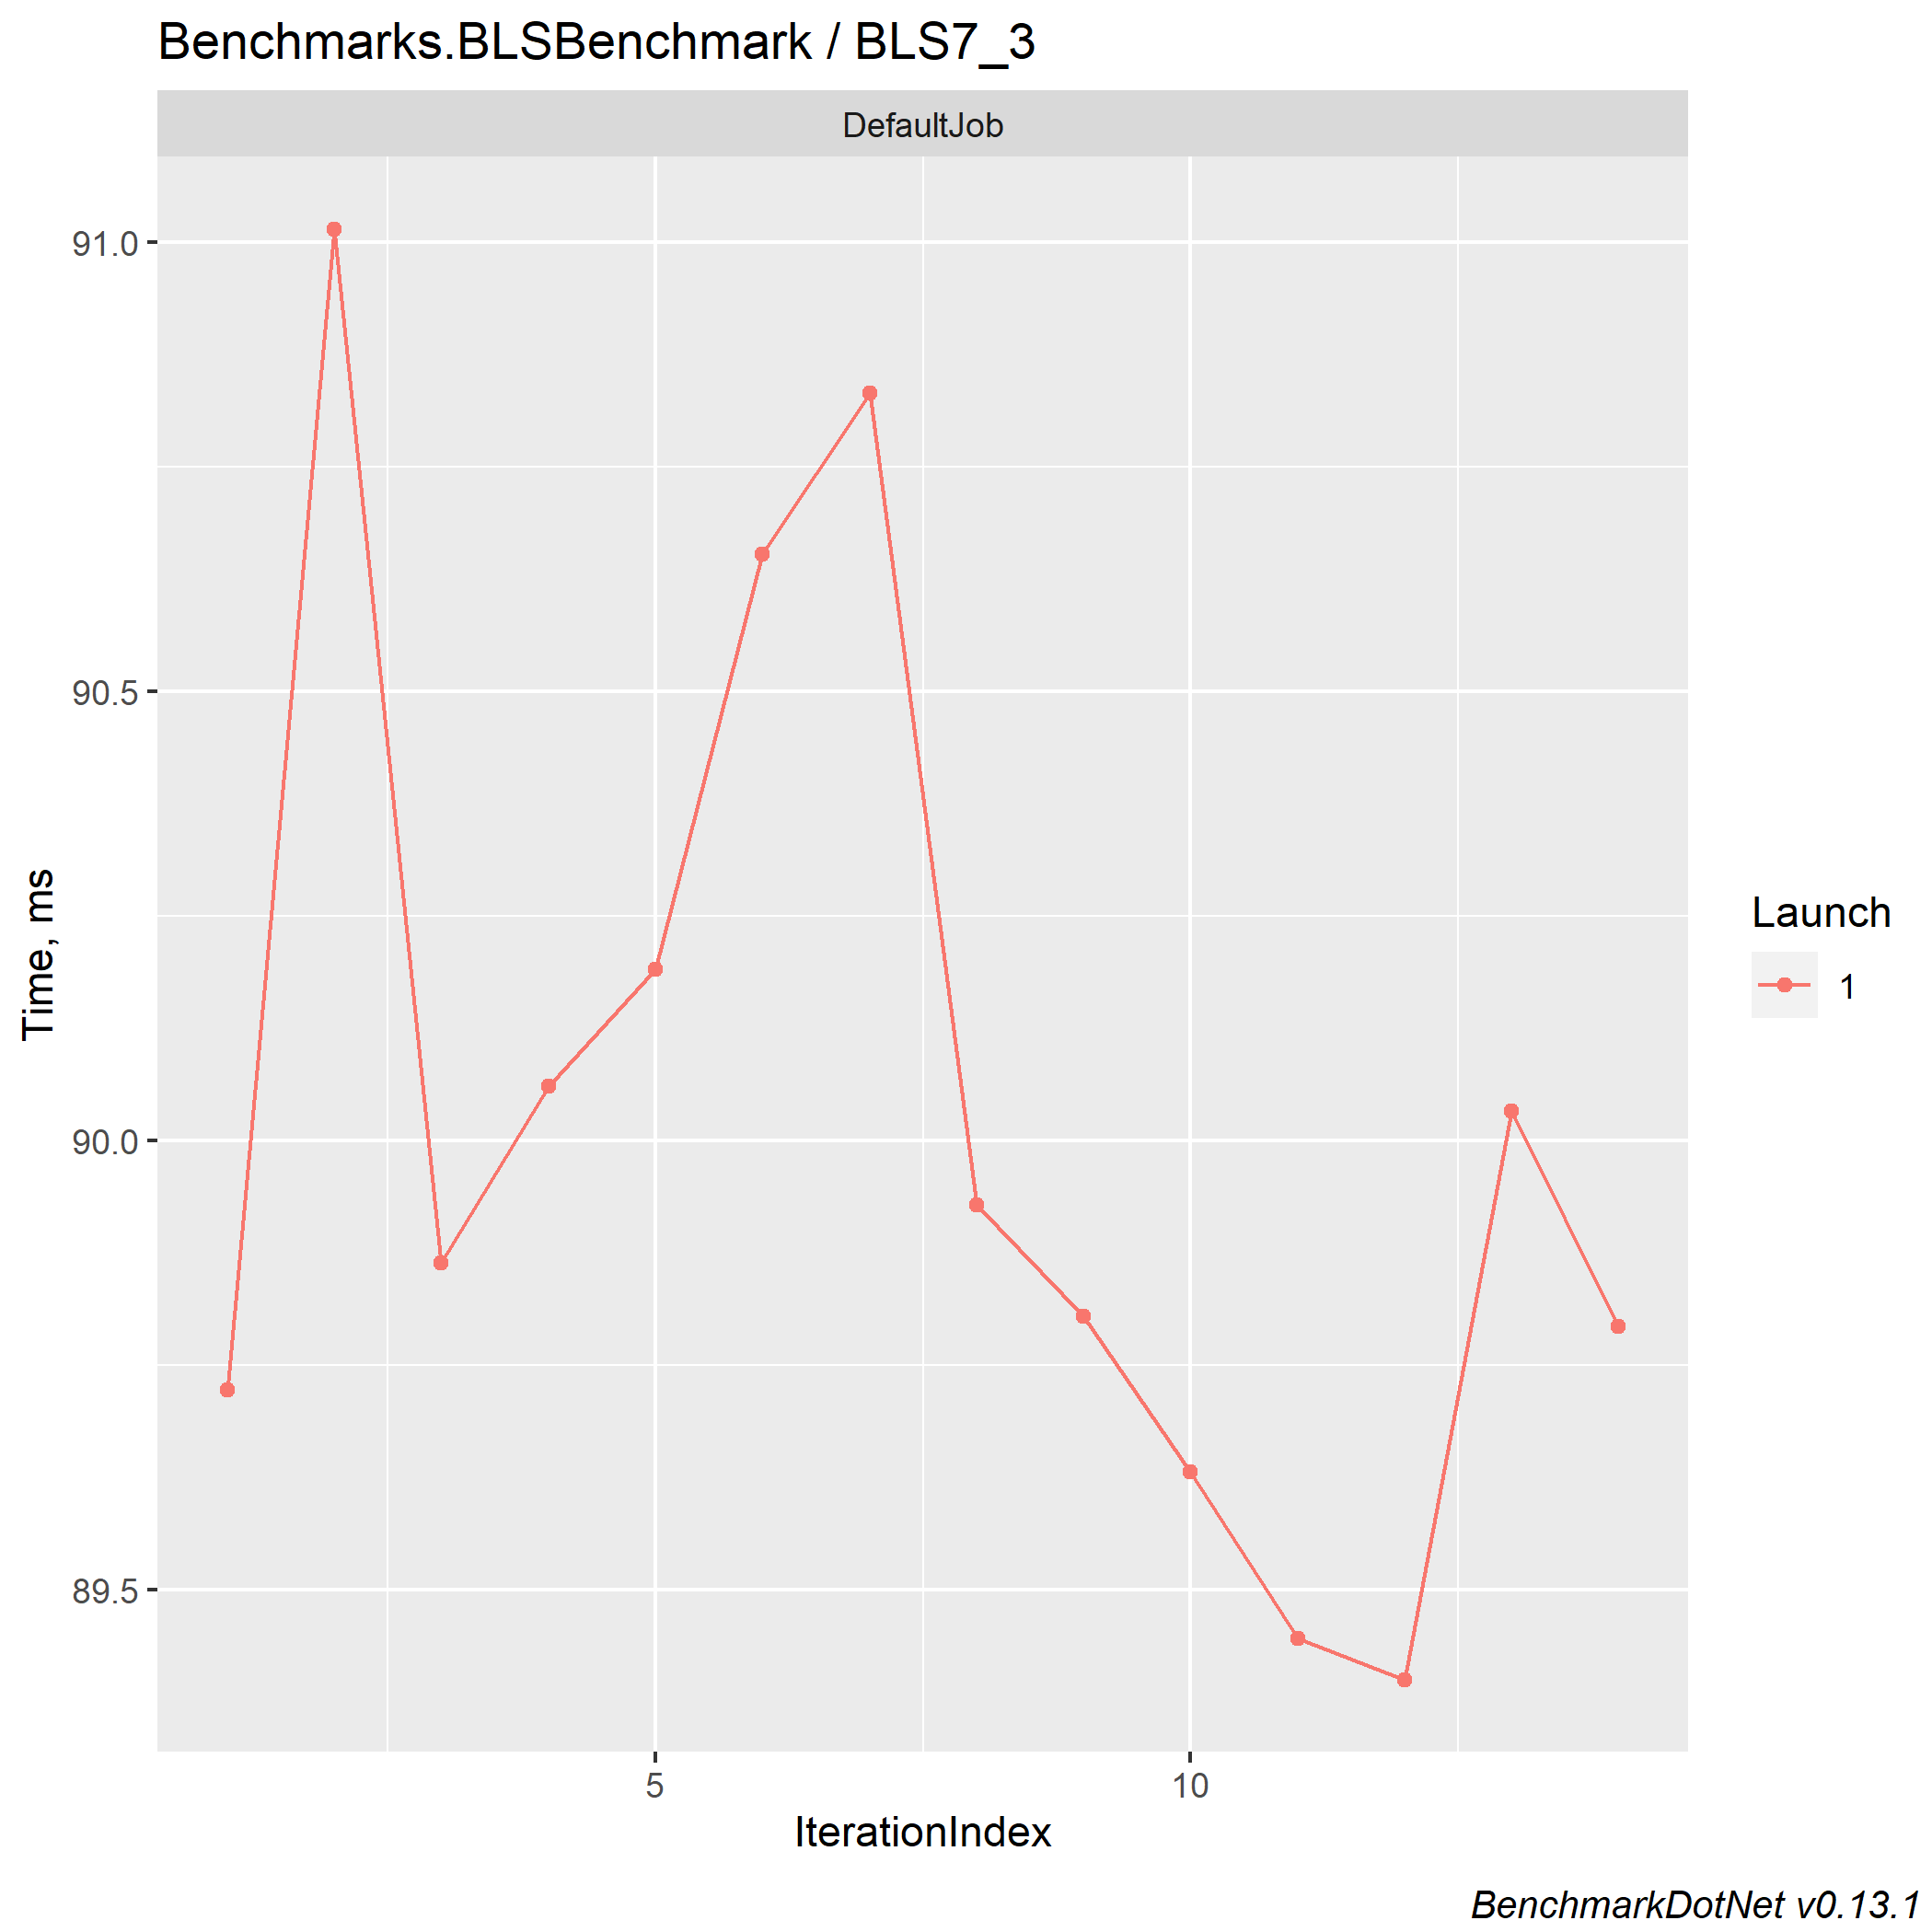 Benchmarks.BLSBenchmark / BLS7_3
DefaultJob
91.0
90.5
90.0
89.5
Time, ms
5
10
IterationIndex
Launch
1
BenchmarkDotNet v0.13.1